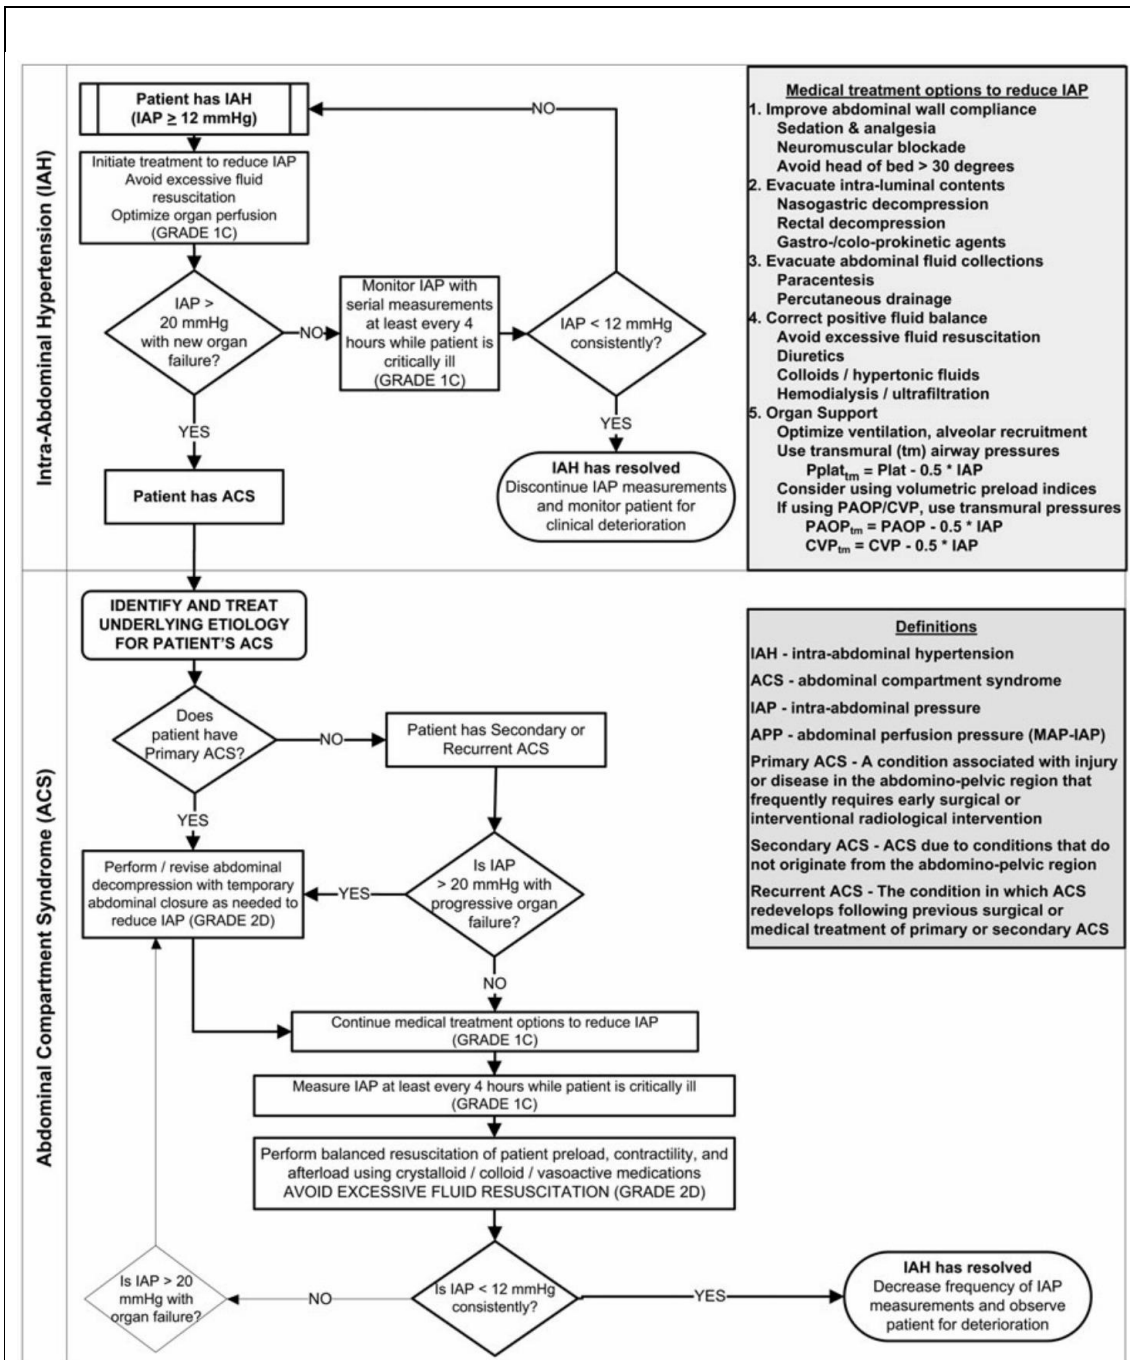 Intra-Abdominal Hypertension (IAH)
Patient has IAH
(IAP ≥ 12 mmHg)
NO
Initiate treatment to reduce IAP
Avoid excessive fluid
resuscitation
Optimize organ perfusion
(GRADE 1C)
IAP >
20 mmHg
with new organ
failure?
NO
Monitor IAP with
serial measurements
at least every 4
hours while patient is
critically ill
(GRADE 1C)
IAP < 12 mmHg
consistently?
YES
YES
Patient has ACS
IAH has resolved
Discontinue IAP measurements
and monitor patient for
clinical deterioration
Medical treatment options to reduce IAP
1. Improve abdominal wall compliance
Sedation & analgesia
Neuromuscular blockade
Avoid head of bed > 30 degrees
2. Evacuate intra-luminal contents
Nasogastric decompression
Rectal decompression
Gastro-/colo-prokinetic agents
3. Evacuate abdominal fluid collections
Paracentesis
Percutaneous drainage
4. Correct positive fluid balance
Avoid excessive fluid resuscitation
Diuretics
Colloids / hypertonic fluids
Hemodialysis / ultrafiltration
5. Organ Support
Optimize ventilation, alveolar recruitment
Use transmural (tm) airway pressures
Pplattm = Plat - 0.5 * IAP
Consider using volumetric preload indices
If using PAOP/CVP, use transmural pressures
PAOPtm = PAOP - 0.5 * IAP
CVPtm = CVP - 0.5 * IAP
Abdominal Compartment Syndrome (ACS)
IDENTIFY AND TREAT
UNDERLYING ETIOLOGY
FOR PATIENT'S ACS
Does
patient have
Primary ACS?
NO
Patient has Secondary or
Recurrent ACS
YES
Perform / revise abdominal
decompression with temporary
abdominal closure as needed to
reduce IAP (GRADE 2D)
YES
Is IAP
> 20 mmHg with
progressive organ
failure?
NO
Continue medical treatment options to reduce IAP
(GRADE 1C)
Measure IAP at least every 4 hours while patient is critically ill
(GRADE 1C)
Perform balanced resuscitation of patient preload, contractility, and
afterload using crystalloid / colloid / vasoactive medications
AVOID EXCESSIVE FLUID RESUSCITATION (GRADE 2D)
Is IAP > 20
mmHg with
organ failure?
NO
Is IAP < 12 mmHg
consistently?
YES
IAH has resolved
Decrease frequency of IAP
measurements and observe
patient for deterioration
Definitions
IAH - intra-abdominal hypertension
ACS - abdominal compartment syndrome
IAP - intra-abdominal pressure
APP - abdominal perfusion pressure (MAP-IAP)
Primary ACS - A condition associated with injury
or disease in the abdomino-pelvic region that
frequently requires early surgical or
interventional radiological intervention
Secondary ACS - ACS due to conditions that do
not originate from the abdomino-pelvic region
Recurrent ACS - The condition in which ACS
redevelops following previous surgical or
medical treatment of primary or secondary ACS